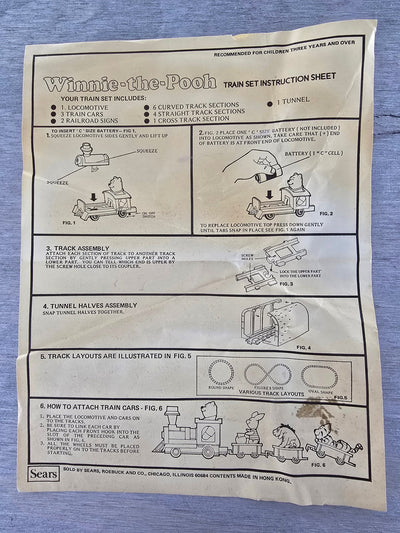 RECOMMENDED FOR CHILDREN THREE YEARS AND OVER
Winnie-the-Pooh TRAIN SET INSTRUCTION SHEET
YOUR TRAIN SET INCLUDES:
● 1. LOCOMOTIVE
● 3 TRAIN CARS
● 2 RAILROAD SIGNS
● 6 CURVED TRACK SECTIONS
● 4 STRAIGHT TRACK SECTIONS
● 1 CROSS TRACK SECTION
● 1 TUNNEL
TO INSERT "C" SIZE BATTERY – FIG 1.
1. SQUEEZE LOCOMOTIVE SIDES GENTLY AND LIFT UP
SQUEEZE
SQUEEZE
ON OFF
SWITCH
FIG. 1
2. FIG. 2 PLACE ONE "C" SIZE BATTERY (NOT INCLUDED)
INTO LOCOMOTIVE AS SHOWN. TAKE CARE THAT (+) END
OF BATTERY IS AT FRONT END OF LOCOMOTIVE.
BATTERY (1 "C" CELL)
FIG. 2
TO REPLACE LOCOMOTIVE TOP PRESS DOWN GENTLY
UNTIL TABS SNAP IN PLACE SEE FIG. 1 AGAIN
3. TRACK ASSEMBLY
ATTACH EACH SECTION OF TRACK TO ANOTHER TRACK
SECTION BY GENTLY PRESSING UPPER PART INTO A
LOWER PART. YOU CAN TELL WHICH END IS UPPER BY
THE SCREW HOLE CLOSE TO ITS COUPLER.
SCREW
HOLES
LOCK THE UPPER PART
INTO THE LOWER PART
FIG. 3
4. TUNNEL HALVES ASSEMBLY
SNAP TUNNEL HALVES TOGETHER.
FIG. 4
5. TRACK LAYOUTS ARE ILLUSTRATED IN FIG. 5
ROUND SHAPE
FIGURE 8 SHAPE
OVAL SHAPE
VARIOUS TRACK LAYOUTS
FIG.5
6. HOW TO ATTACH TRAIN CARS - FIG. 6
1. PLACE THE LOCOMOTIVE AND CARS ON
TO THE TRACKS.
2. BE SURE TO LINK EACH CAR BY
PLACING EACH FRONT HOOK INTO THE
SLOT OF THE PRECEDING CAR AS
SHOWN IN FIG. 6.
3. ALL THE WHEELS MUST BE PLACED
PROPERLY ON TO THE TRACKS BEFORE
STARTING.
FIG. 6
Sears
SOLD BY SEARS, ROEBUCK AND CO., CHICAGO, ILLINOIS 60684 CONTENTS MADE IN HONG KONG.